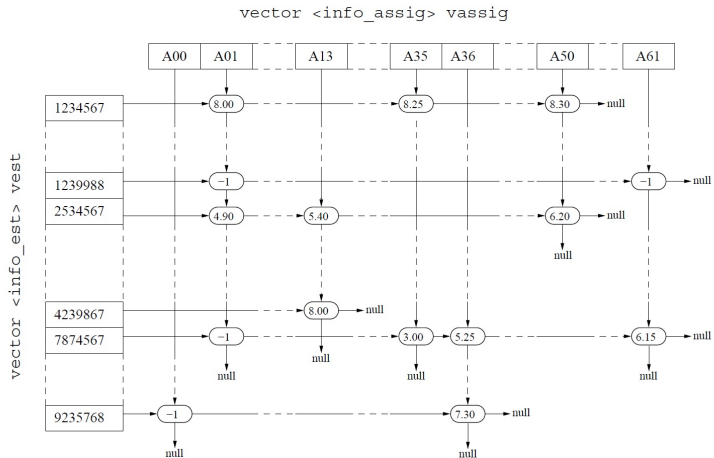 vector <info_assig> vassig
A00 A01 A13 A35 A36 A50 A61
vector <info_est> vest
1234567 8.00 8.25 8.30 null
1239988 −1 −1 null
2534567 4.90 5.40 6.20 null
null
4239867 8.00 null
7874567 −1 3.00 5.25 6.15 null
null null null null
9235768 −1 7.30 null
null null